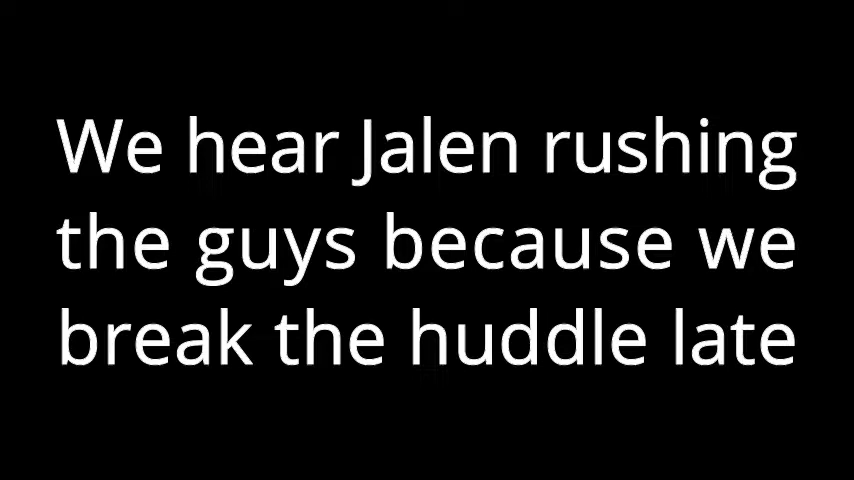 We hear Jalen rushing
the guys because we
break the huddle late